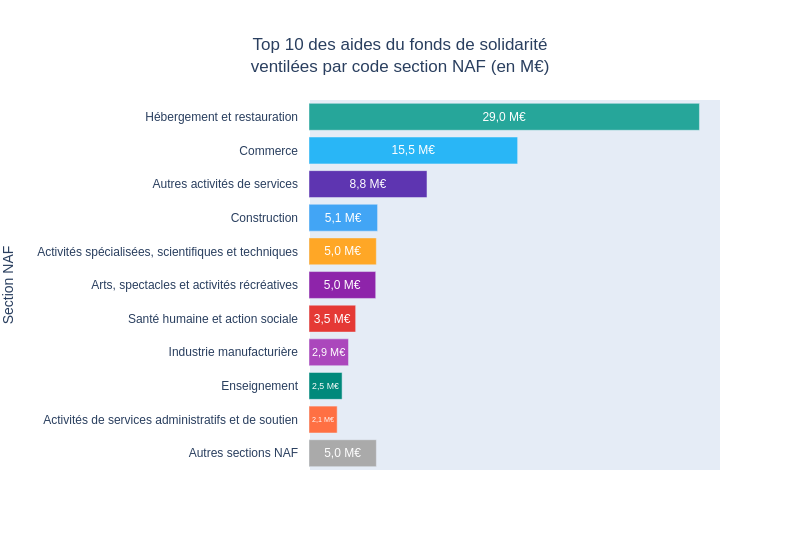 Top 10 des aides du fonds de solidarité
ventilées par code section NAF (en M€)
Section NAF
Hébergement et restauration 29,0 M€
Commerce 15,5 M€
Autres activités de services 8,8 M€
Construction 5,1 M€
Activités spécialisées, scientifiques et techniques 5,0 M€
Arts, spectacles et activités récréatives 5,0 M€
Santé humaine et action sociale 3,5 M€
Industrie manufacturière 2,9 M€
Enseignement 2,5 M€
Activités de services administratifs et de soutien 2,1 M€
Autres sections NAF 5,0 M€